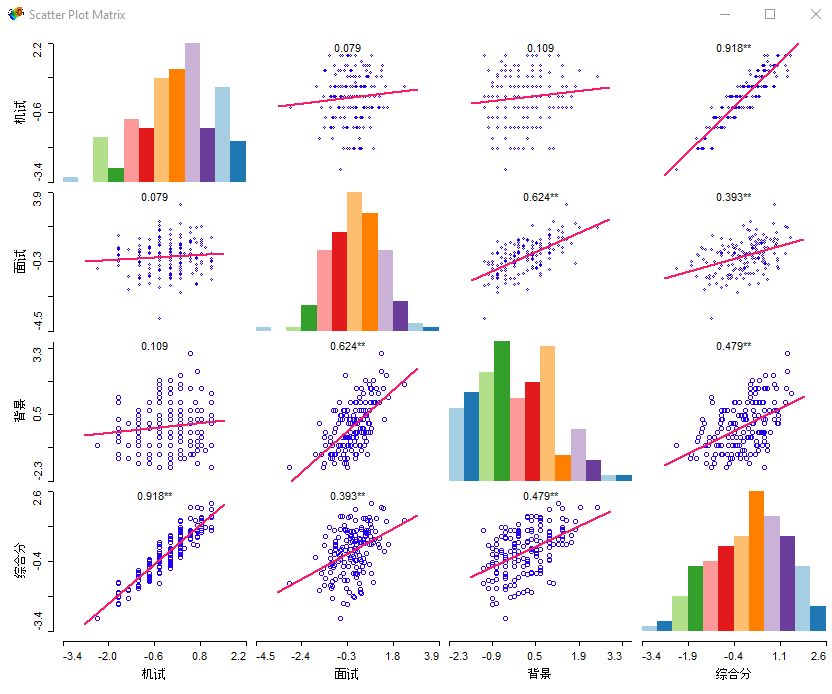 Scatter Plot Matrix
2.2 -0.6 -3.4 机试 0.079 0.109 0.918**
3.9 -0.3 -4.5 面试 0.079 0.624** 0.393**
3.3 0.5 -2.3 背景 0.109 0.624** 0.479**
2.6 -0.4 -3.4 综合分 0.918** 0.393** 0.479**
-3.4 -2.0 -0.6 0.8 2.2 -4.5 -2.4 -0.3 1.8 3.9 -2.3 -0.9 0.5 1.9 3.3 -3.4 -1.9 -0.4 1.1 2.6
机试 面试 背景 综合分